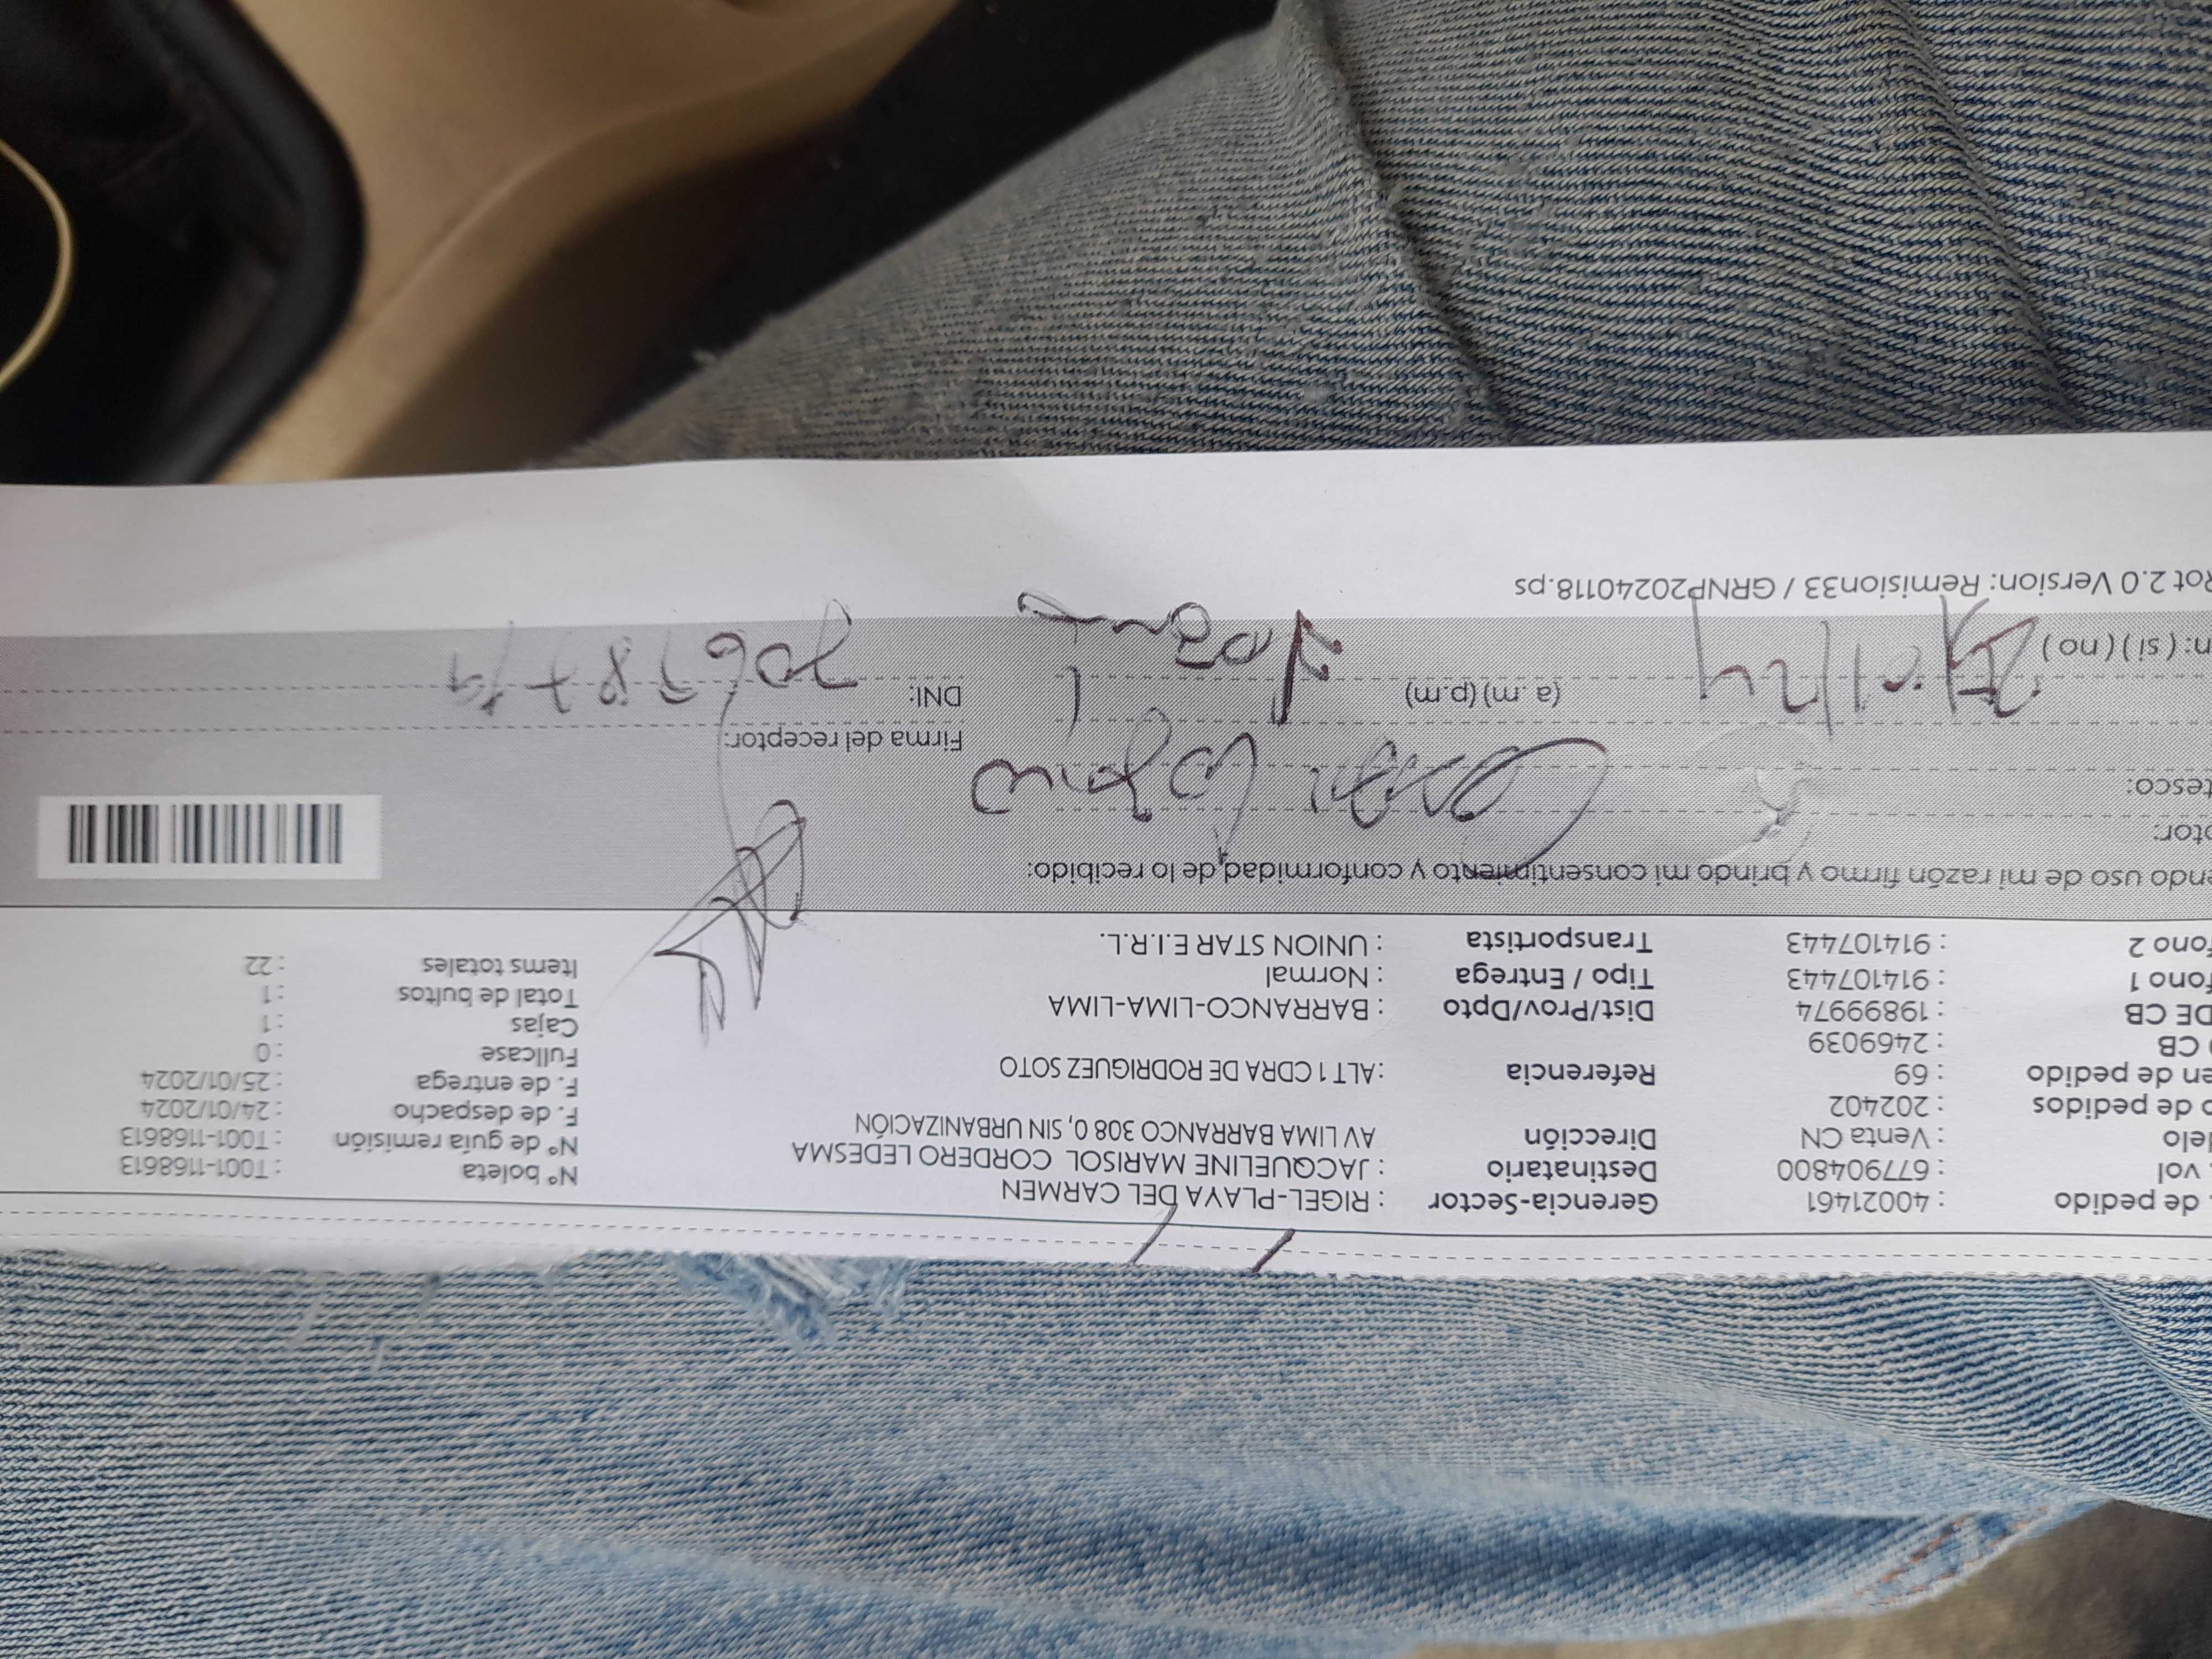 de pedido : 40021461 Gerencia-Sector : RIGEL-PLAYA DEL CARMEN
vol : 677904800 Destinatario : JACQUELINE MARISOL CORDERO LEDESMA Nº boleta : T001-1168613
elo : Venta CN Dirección AV LIMA BARRANCO 308 0, SIN URBANIZACIÓN Nº de guía remisión : T001-1168613
o de pedidos : 202402 F. de despacho : 24/01/2024
en de pedido : 69 Referencia : ALT 1 CDRA DE RODRIGUEZ SOTO F. de entrega : 25/01/2024
CB : 2469039 Fullcase : 0
DE CB : 19899974 Dist/Prov/Dpto : BARRANCO-LIMA-LIMA Cajas : 1
fono 1 : 914107443 Tipo / Entrega : Normal Total de bultos : 1
fono 2 : 914107443 Transportista : UNION STAR E.I.R.L. Items totales : 22
endo uso de mi razón firmo y brindo mi consentimiento y conformidad, de lo recibido:
ptor:
tesco: Firma del receptor:
n: ( si ) ( no ) (a. m) (p.m) DNI:
Rot 2.0 Version: Remision33 / GRNP20240118.ps